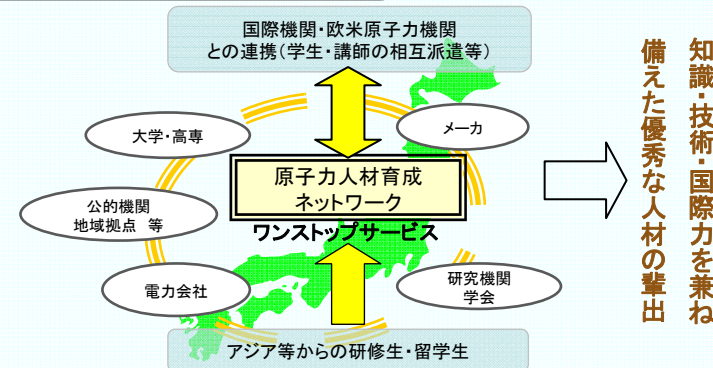 国際機関・欧米原子力機関
との連携(学生・講師の相互派遣等)
大学・高専
メーカ
原子力人材育成
ネットワーク
ワンストップサービス
公的機関
地域拠点 等
電力会社
研究機関
学会
アジア等からの研修生・留学生
知識・技術・国際力を兼ね
備えた優秀な人材の輩出